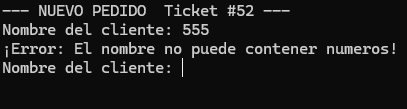 --- NUEVO PEDIDO  Ticket #52 ---
Nombre del cliente: 555
¡Error: El nombre no puede contener numeros!
Nombre del cliente: